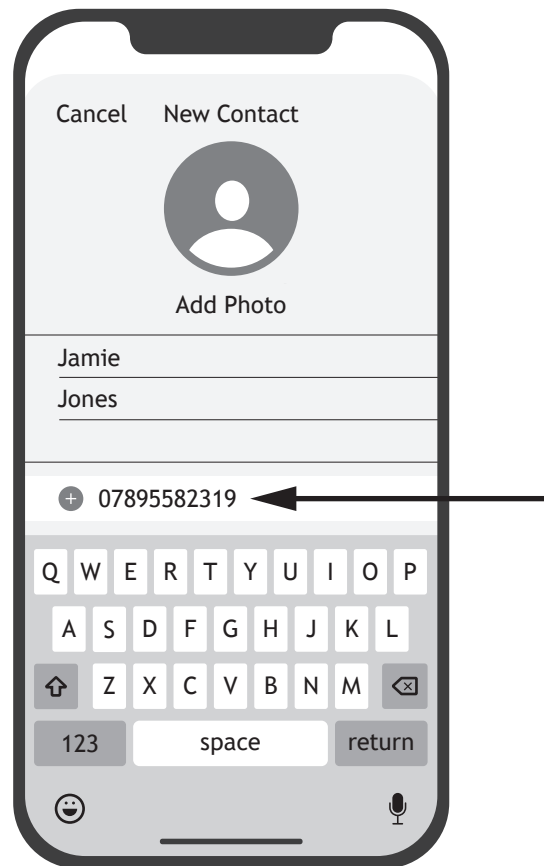 Cancel New Contact
Add Photo
Jamie
Jones
+ 07895582319
Q W E R T Y U I O P
A S D F G H J K L
Z X C V B N M
123 space return